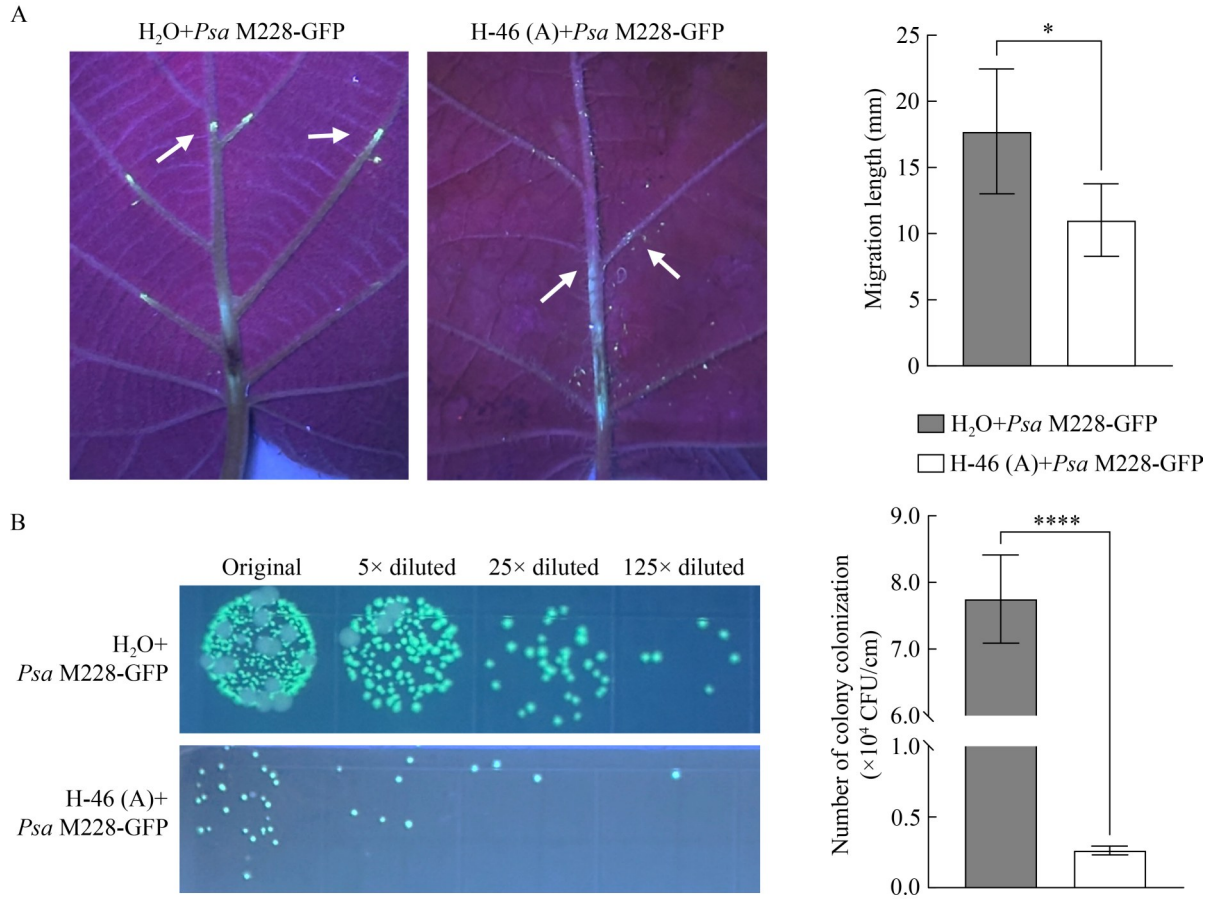 A
H₂O+Psa M228-GFP
H-46 (A)+Psa M228-GFP
25
20
15
10
5
0
Migration length (mm)
*
H₂O+Psa M228-GFP
H-46 (A)+Psa M228-GFP
B
Original
5× diluted
25× diluted
125× diluted
H₂O+
Psa M228-GFP
H-46 (A)+
Psa M228-GFP
Number of colony colonization
(×10⁴ CFU/cm)
9.0
8.0
7.0
6.0
1.0
0.5
0.0
****